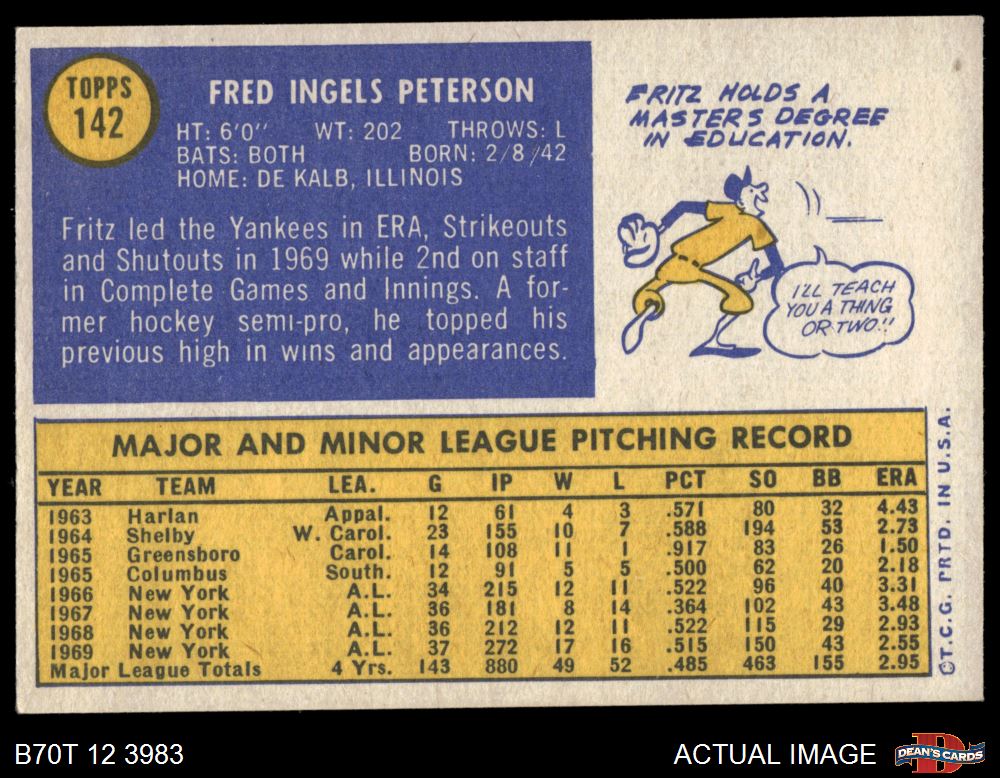 TOPPS
142
FRED INGELS PETERSON
HT: 6'0" WT: 202 THROWS: L
BATS: BOTH BORN: 2/8/42
HOME: DE KALB, ILLINOIS
Fritz led the Yankees in ERA, Strikeouts
and Shutouts in 1969 while 2nd on staff
in Complete Games and Innings. A for-
mer hockey semi-pro, he topped his
previous high in wins and appearances.
FRITZ HOLDS A
MASTERS DEGREE
IN EDUCATION.
I'LL TEACH
YOU A THING
OR TWO!!
MAJOR AND MINOR LEAGUE PITCHING RECORD
YEAR TEAM LEA. G IP W L PCT SO BB ERA
1963 Harlan Appal. 12 61 4 3 .571 80 32 4.43
1964 Shelby W. Carol. 23 155 10 7 .588 194 53 2.73
1965 Greensboro Carol. 14 108 11 1 .917 83 26 1.50
1965 Columbus South. 12 91 5 5 .500 62 20 2.18
1966 New York A.L. 34 215 12 11 .522 96 40 3.31
1967 New York A.L. 36 181 8 14 .364 102 43 3.48
1968 New York A.L. 36 212 12 11 .522 115 29 2.93
1969 New York A.L. 37 272 17 16 .515 150 43 2.55
Major League Totals 4 Yrs. 143 880 49 52 .485 463 155 2.95
©T.C.G. PRTD. IN U.S.A.
B70T 12 3983
ACTUAL IMAGE
DEAN'S CARDS